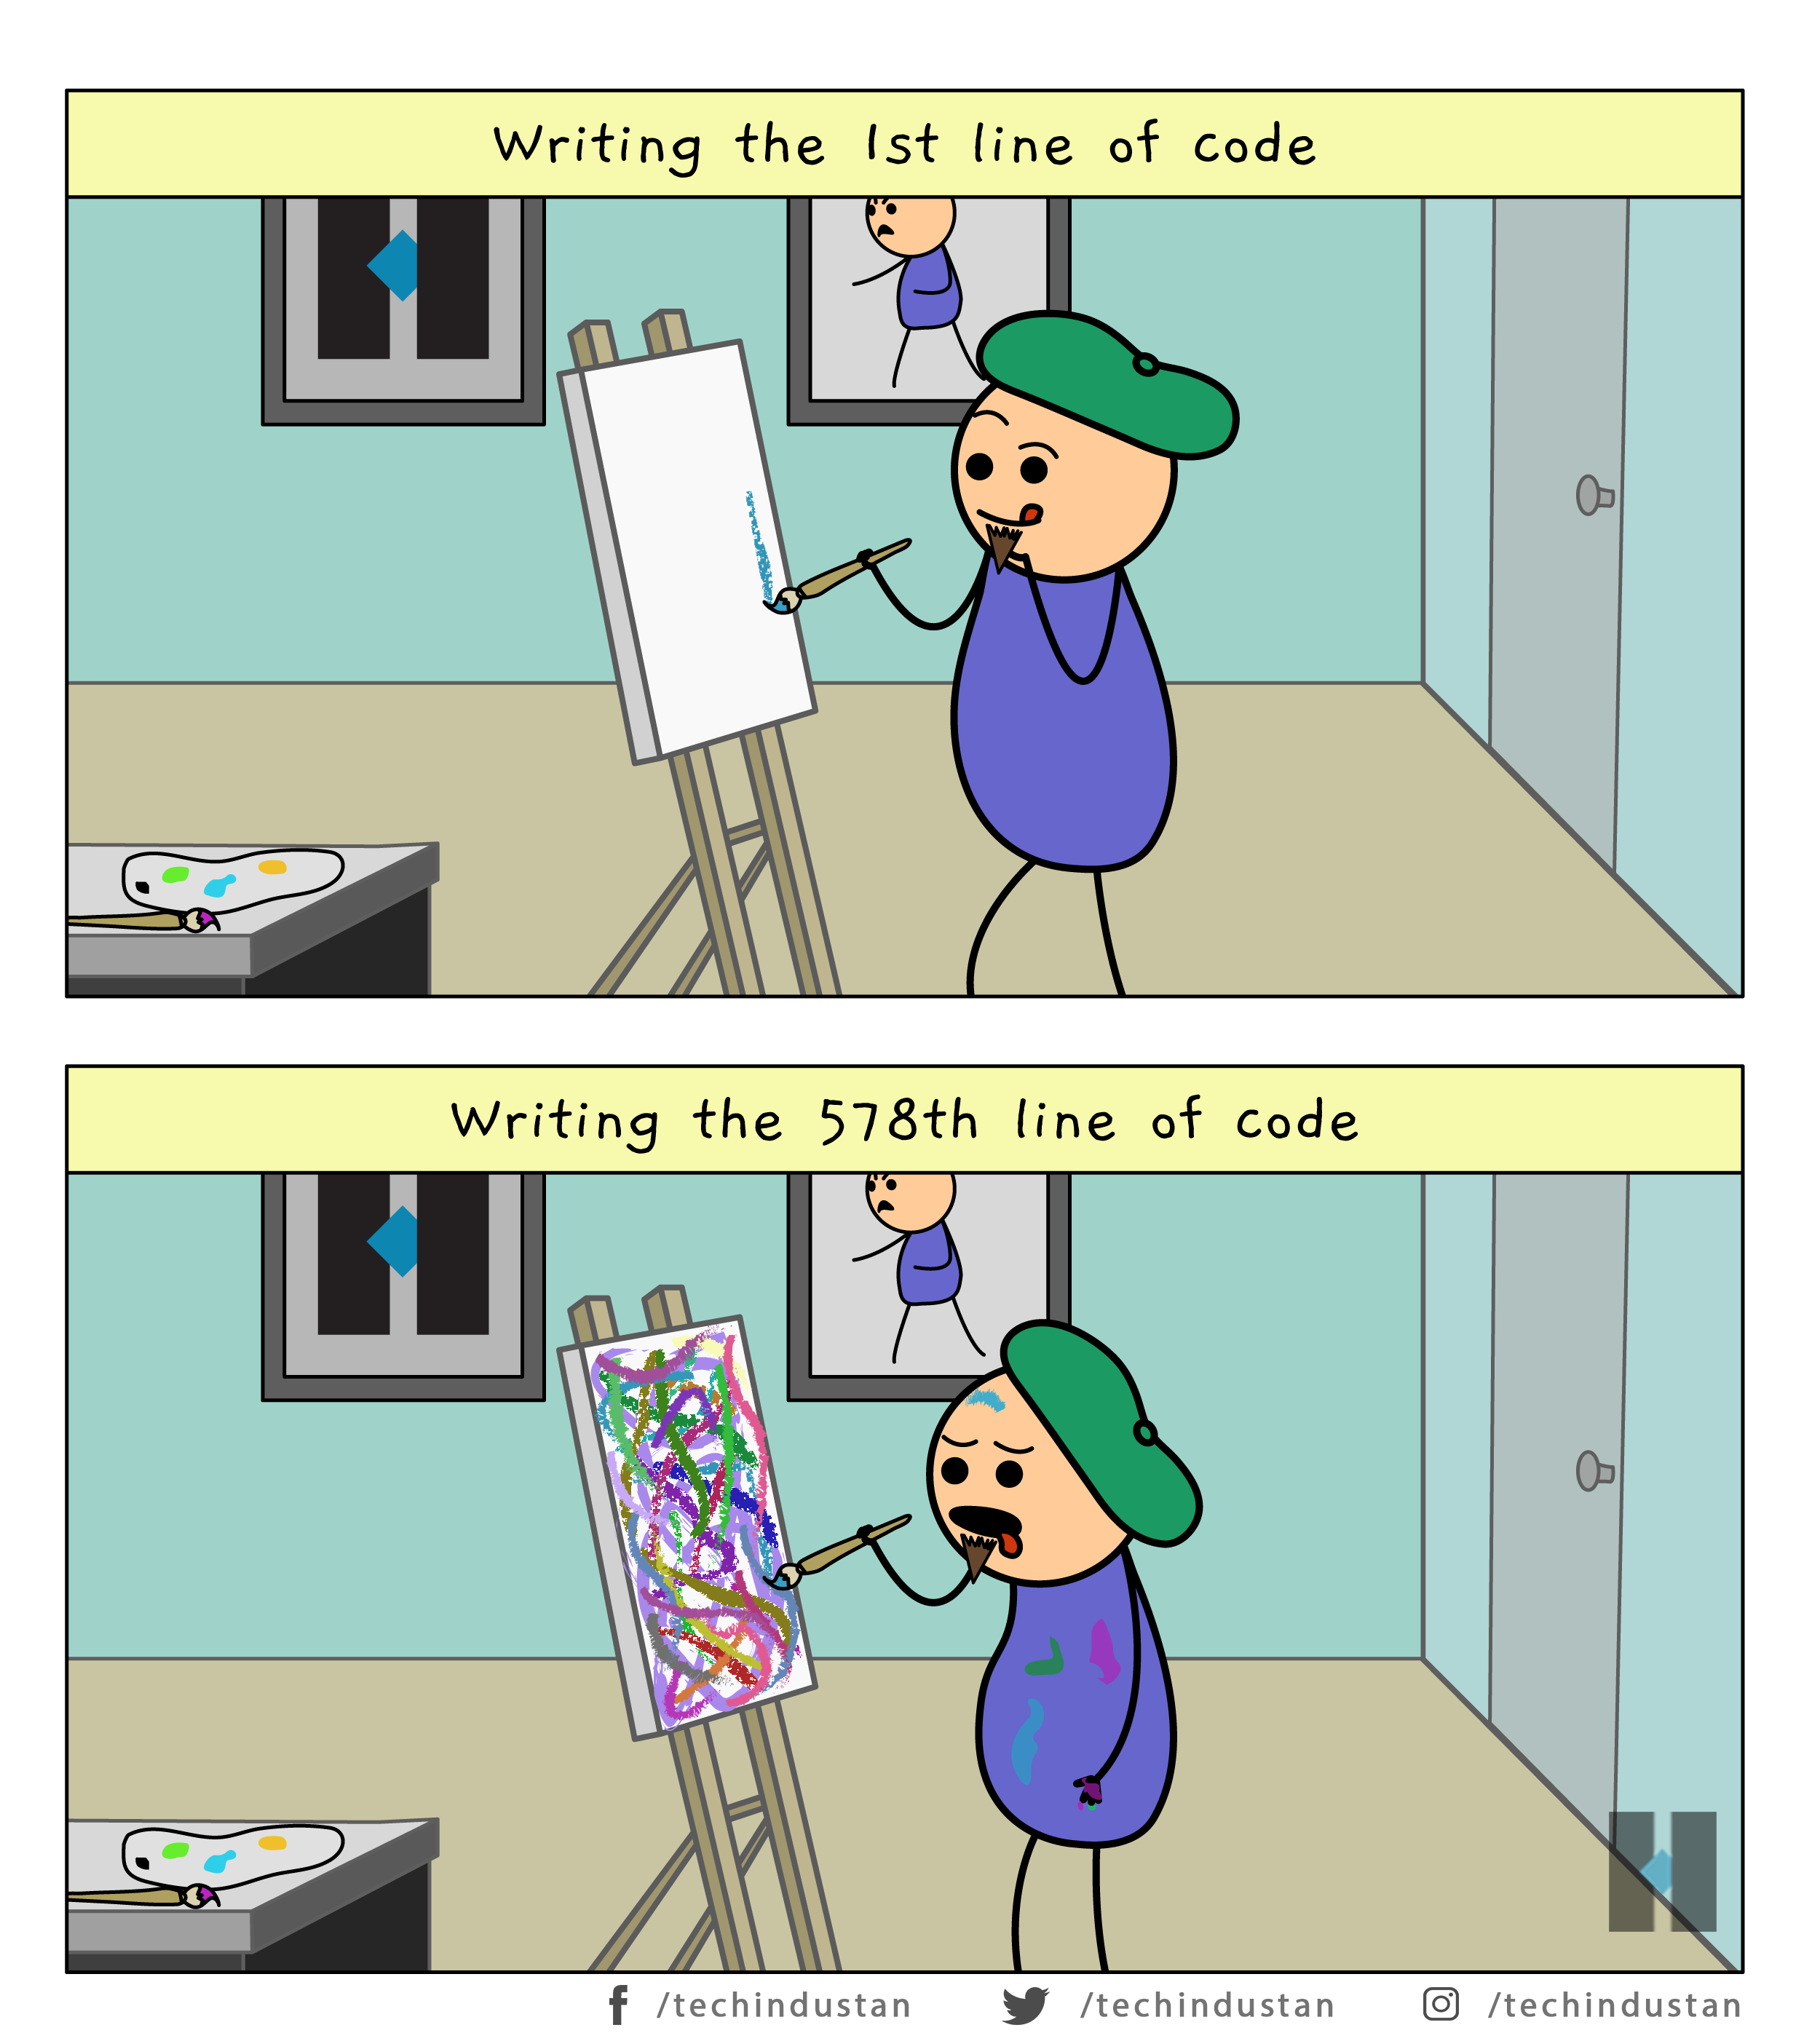 Writing the 1st line of code
Writing the 578th line of code
/techindustan /techindustan /techindustan